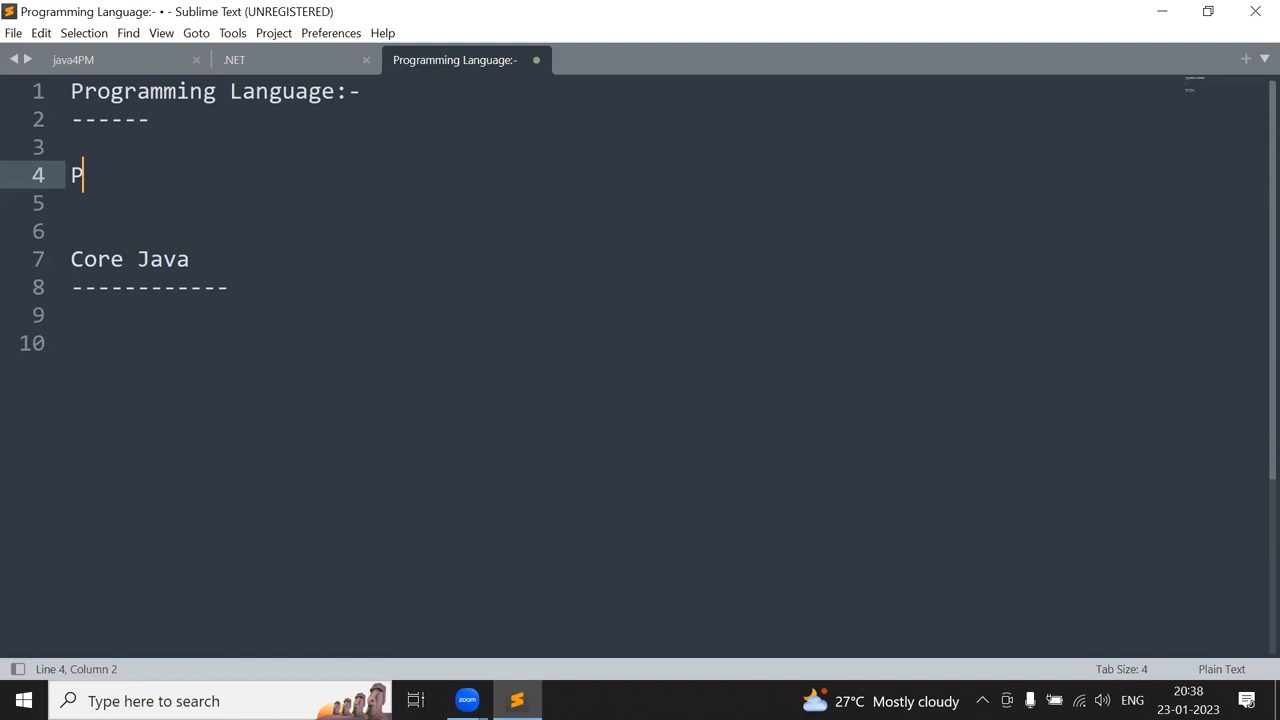 Programming Language:- • - Sublime Text (UNREGISTERED)
File Edit Selection Find View Goto Tools Project Preferences Help
java4PM .NET Programming Language:-
1 Programming Language:-
2 ------
3
4 P
5
6
7 Core Java
8 ------------
9
10
Line 4, Column 2 Tab Size: 4 Plain Text
Type here to search zoom 27°C Mostly cloudy ENG 20:38
23-01-2023